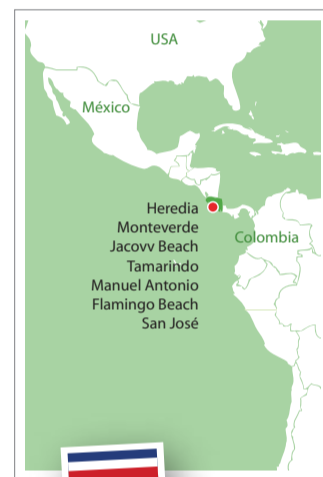 USA
México
Heredia
Monteverde
Jacovv Beach
Colombia
Tamarindo
Manuel Antonio
Flamingo Beach
San José